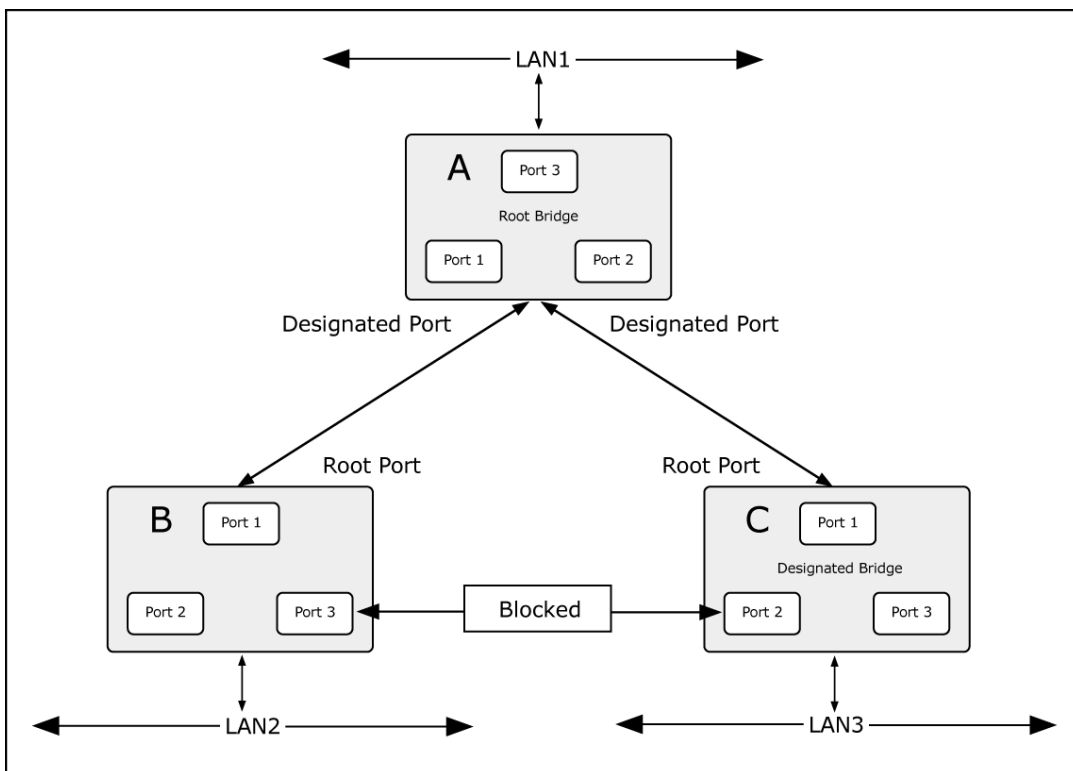 LAN1
A
Port 3
Root Bridge
Port 1
Port 2
Designated Port
Designated Port
Root Port
Root Port
B
Port 1
Port 2
Port 3
Blocked
C
Port 1
Designated Bridge
Port 2
Port 3
LAN2
LAN3